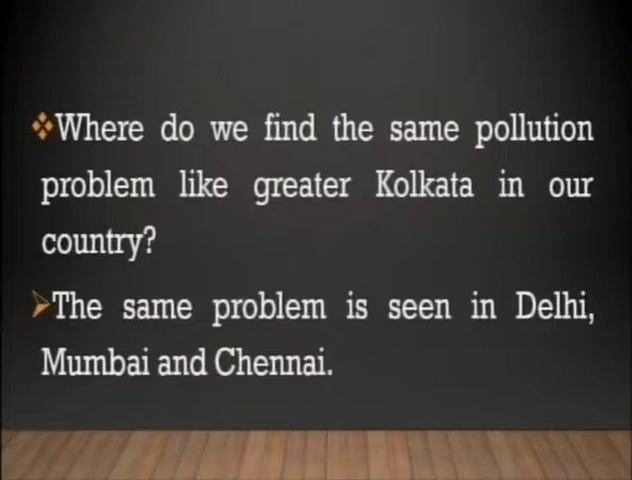 ❖Where do we find the same pollution
problem like greater Kolkata in our
country?
➢The same problem is seen in Delhi,
Mumbai and Chennai.